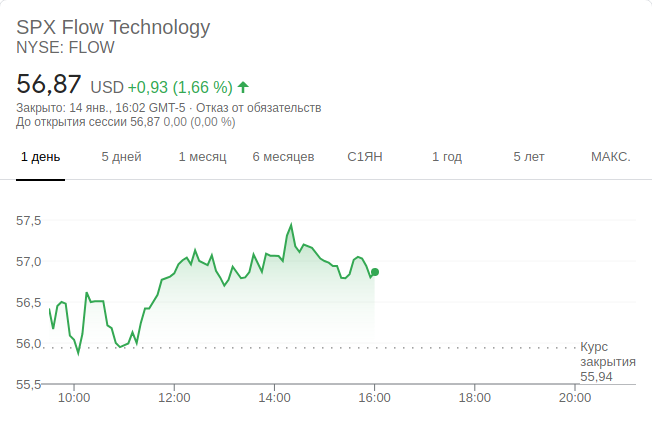 SPX Flow Technology
NYSE: FLOW
56,87 USD +0,93 (1,66 %)
Закрыто: 14 янв., 16:02 GMT-5 · Отказ от обязательств
До открытия сессии 56,87 0,00 (0,00 %)
1 день 5 дней 1 месяц 6 месяцев С1ЯН 1 год 5 лет МАКС.
57,5
57,0
56,5
56,0
Курс
закрытия
55,94
55,5
10:00 12:00 14:00 16:00 18:00 20:00